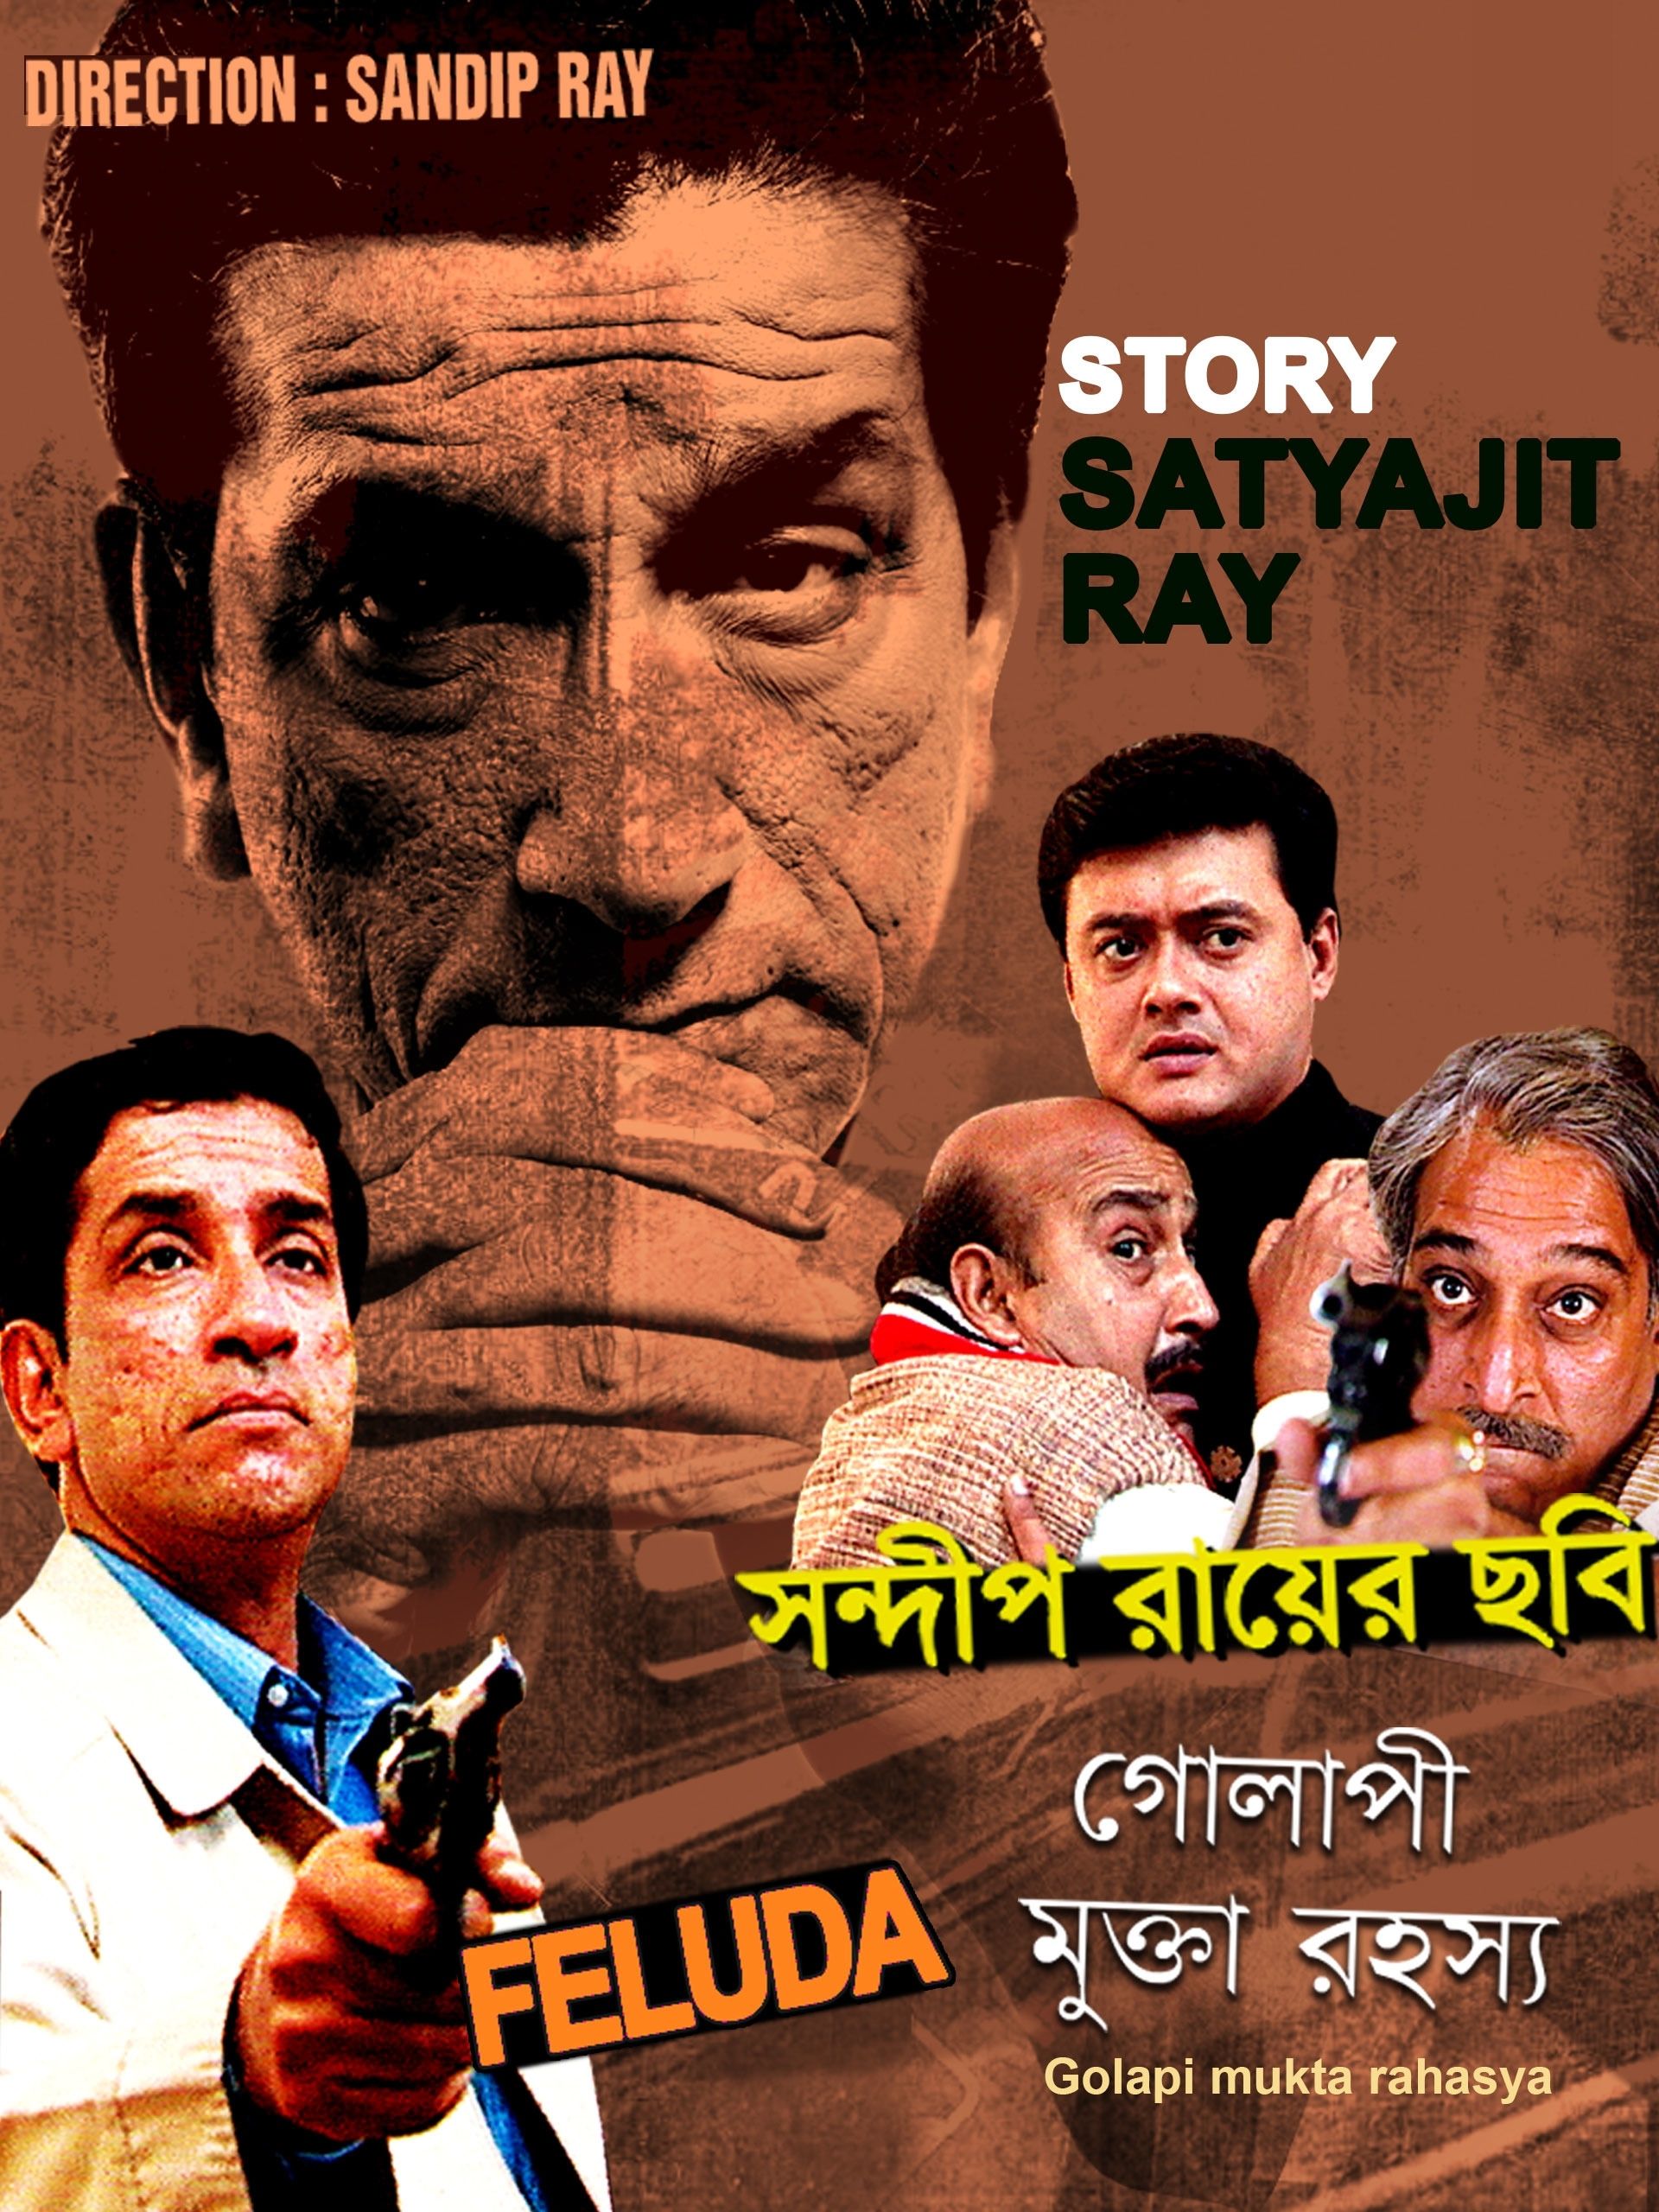 DIRECTION : SANDIP RAY
STORY
SATYAJIT
RAY
সন্দীপ রায়ের ছবি
গোলাপী
মুক্তা রহস্য
FELUDA
Golapi mukta rahasya